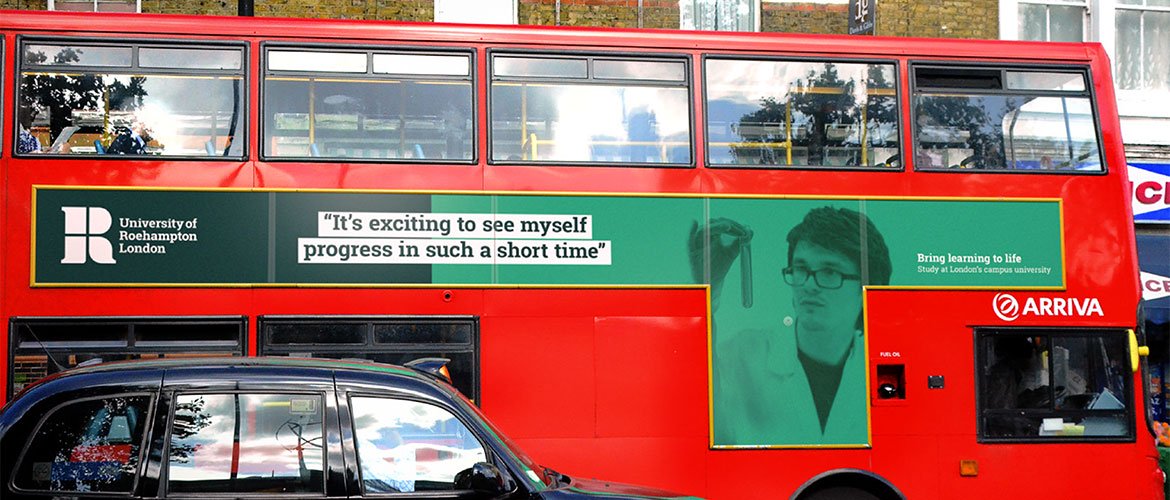 University of
Roehampton
London
“It’s exciting to see myself
progress in such a short time”
Bring learning to life
Study at London’s campus university
ARRIVA
FUEL OIL